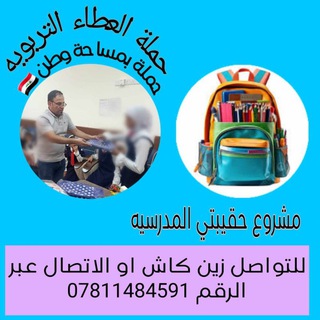 حملة العطاء التربويه
حملة بمساحة وطن
مشروع حقيبتي المدرسيه
للتواصل زين كاش او الاتصال عبر
الرقم 07811484591